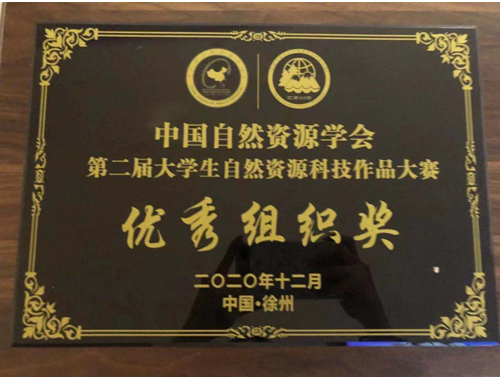 中国自然资源学会
第二届大学生自然资源科技作品大赛
优秀组织奖
二〇二〇年十二月
中国·徐州